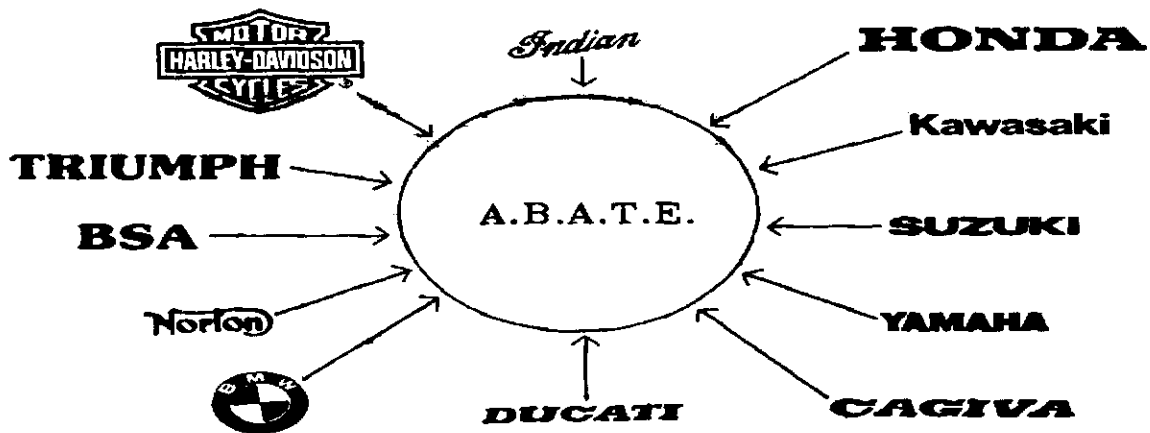 MOTOR
HARLEY-DAVIDSON
CYCLES
Indian
HONDA
Kawasaki
TRIUMPH
A.B.A.T.E.
BSA
SUZUKI
Norton
YAMAHA
BMW
DUCATI
CAGIVA